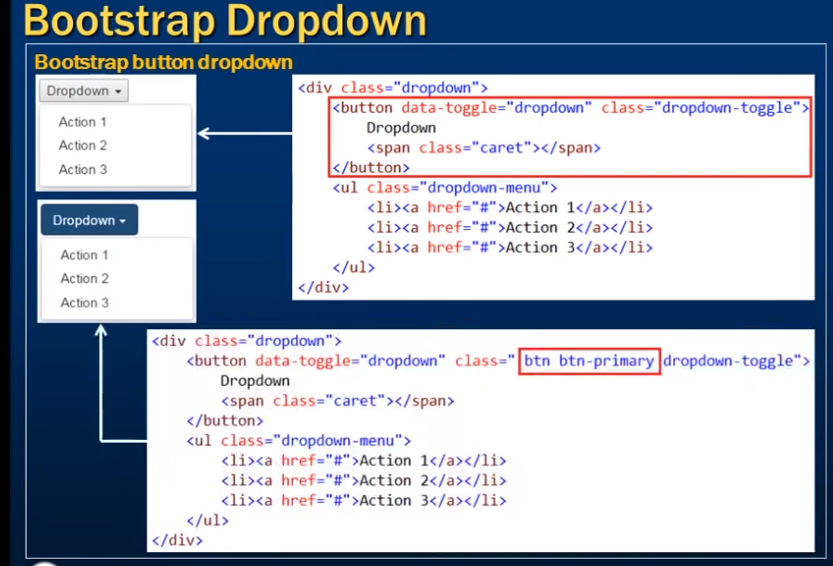 Bootstrap Dropdown
Bootstrap button dropdown
Dropdown
Action 1
Action 2
Action 3
<div class="dropdown">
<button data-toggle="dropdown" class="dropdown-toggle">
Dropdown
<span class="caret"></span>
</button>
<ul class="dropdown-menu">
<li><a href="#">Action 1</a></li>
<li><a href="#">Action 2</a></li>
<li><a href="#">Action 3</a></li>
</ul>
</div>
Dropdown
Action 1
Action 2
Action 3
<div class="dropdown">
<button data-toggle="dropdown" class=" btn btn-primary dropdown-toggle">
Dropdown
<span class="caret"></span>
</button>
<ul class="dropdown-menu">
<li><a href="#">Action 1</a></li>
<li><a href="#">Action 2</a></li>
<li><a href="#">Action 3</a></li>
</ul>
</div>